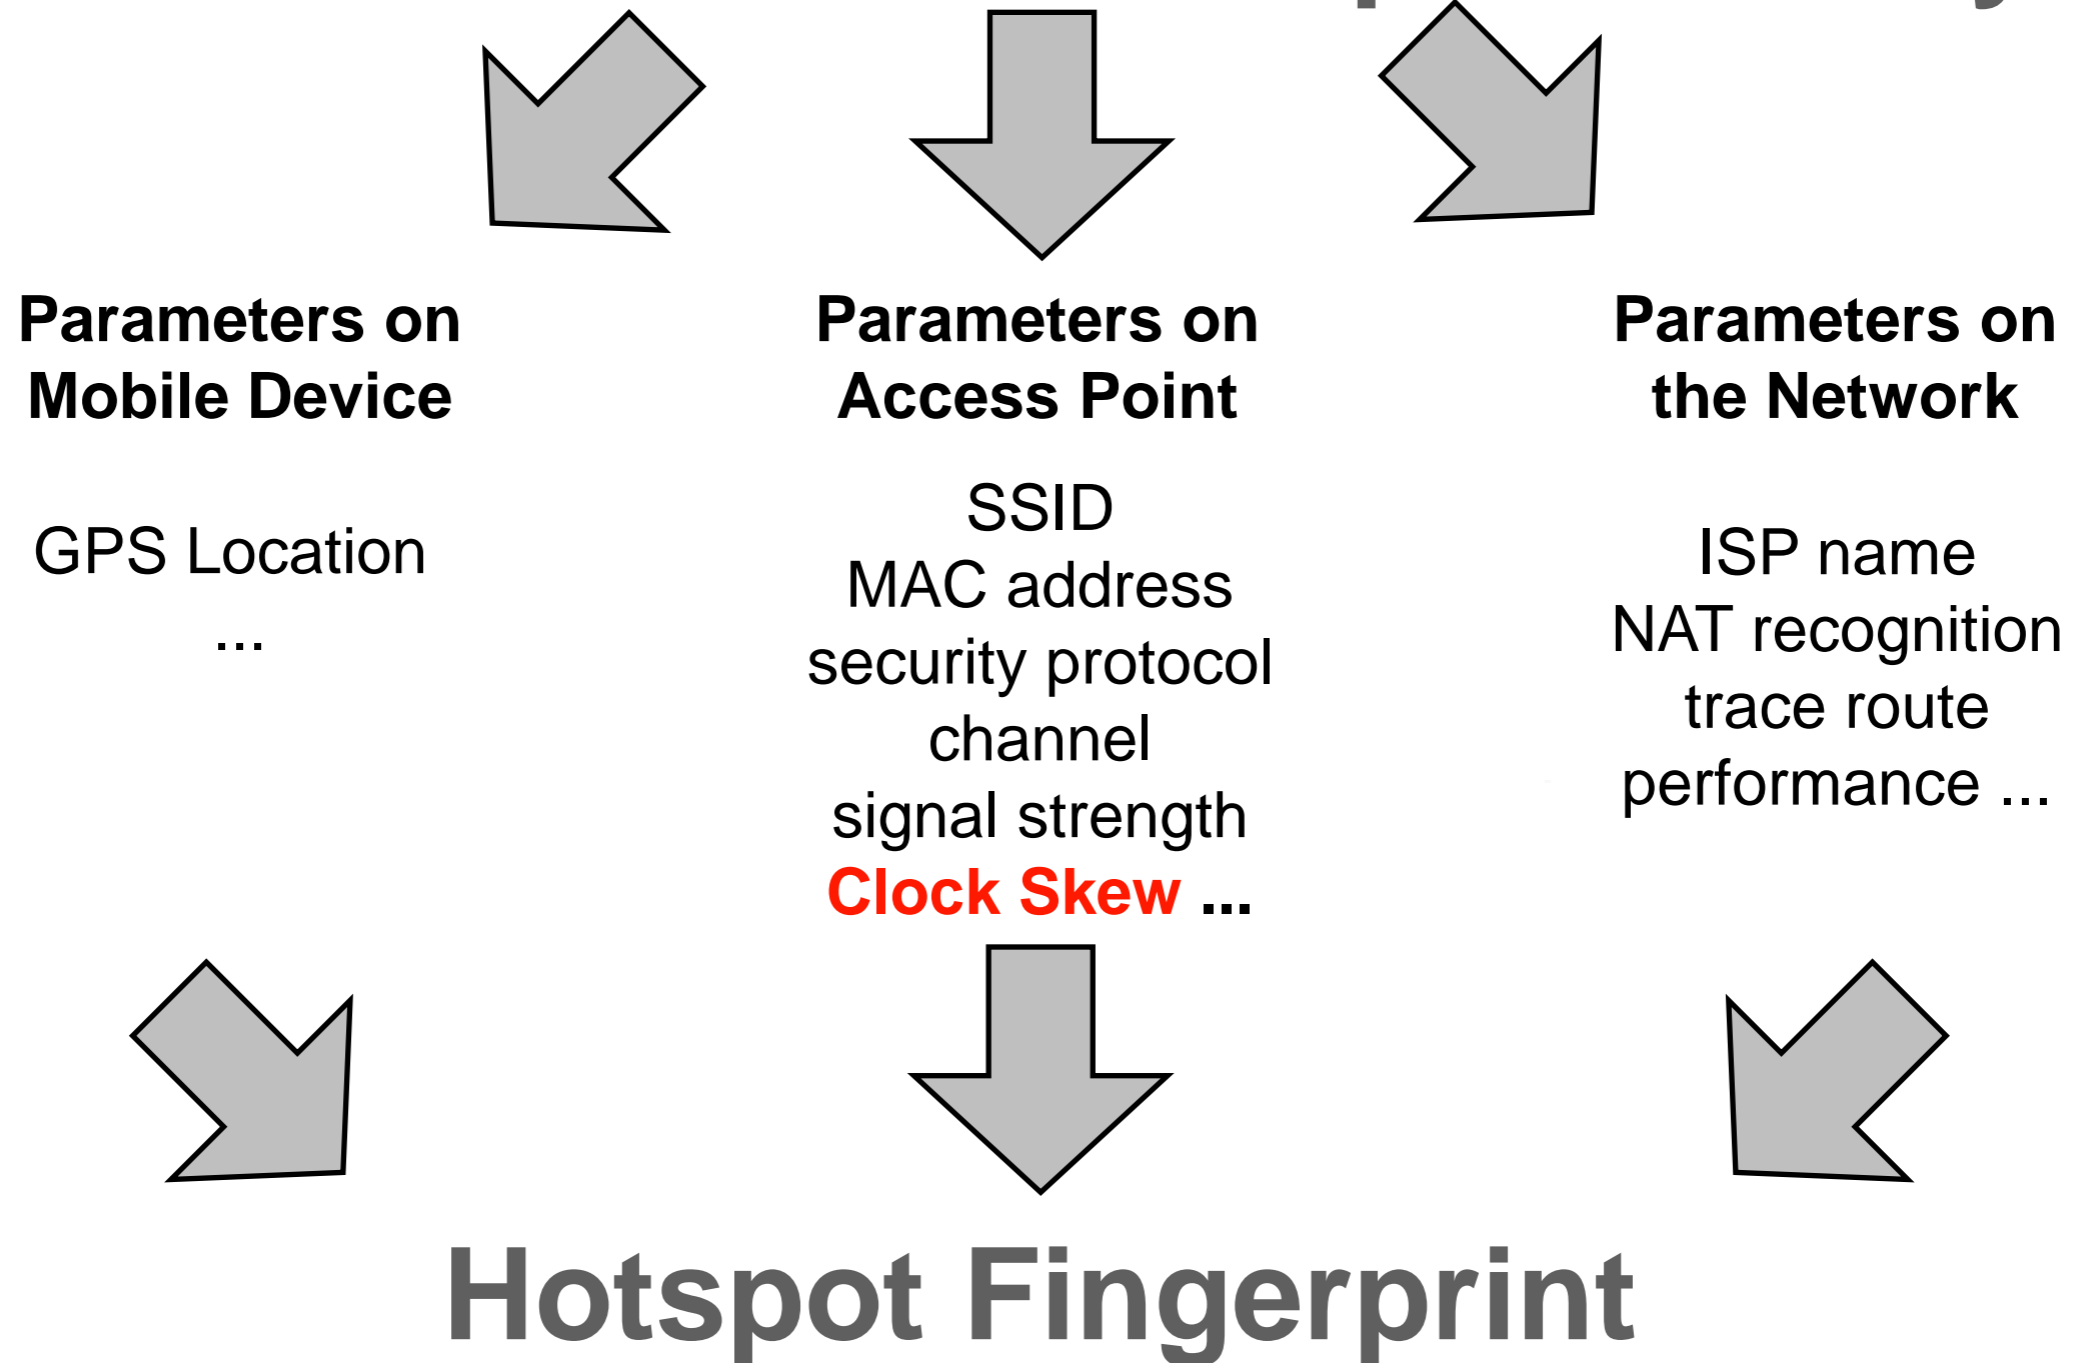 Parameters on
Mobile Device
GPS Location
...
Parameters on
Access Point
SSID
MAC address
security protocol
channel
signal strength
Clock Skew ...
Parameters on
the Network
ISP name
NAT recognition
trace route
performance ...
Hotspot Fingerprint